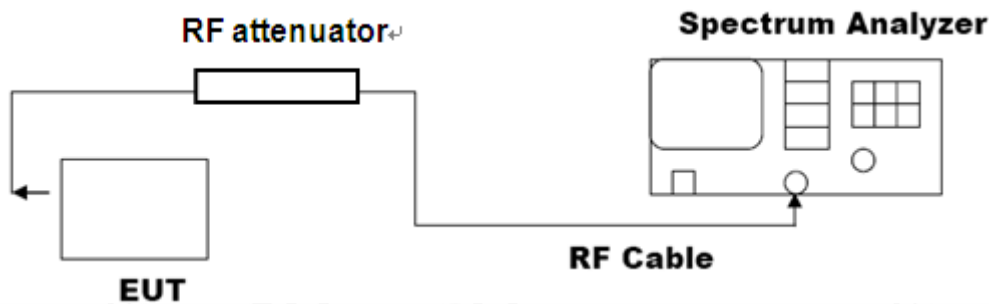 RF attenuator↵
Spectrum Analyzer
RF Cable
EUT